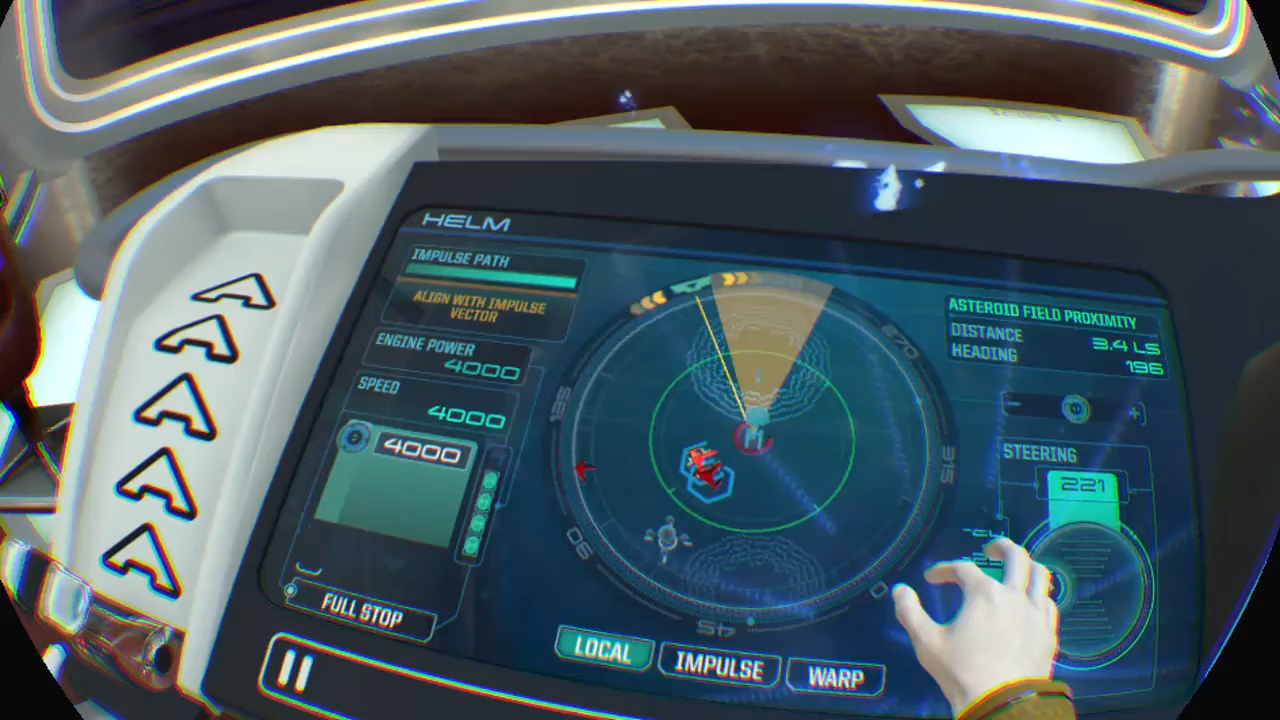 HELM
IMPULSE PATH
ALIGN WITH IMPULSE
VECTOR
ENGINE POWER
4000
SPEED
4000
4000
FULL STOP
135
90
45
0
315
270
LOCAL
IMPULSE
WARP
ASTEROID FIELD PROXIMITY
DISTANCE 3.4 LS
HEADING 196
- +
STEERING
221